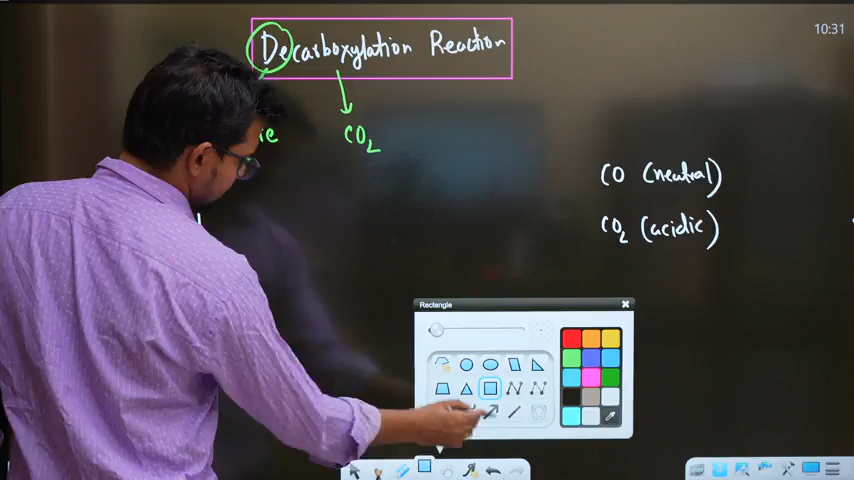 Decarboxylation Reaction
10:31
CO2
CO (neutral)
CO2 (acidic)
Rectangle